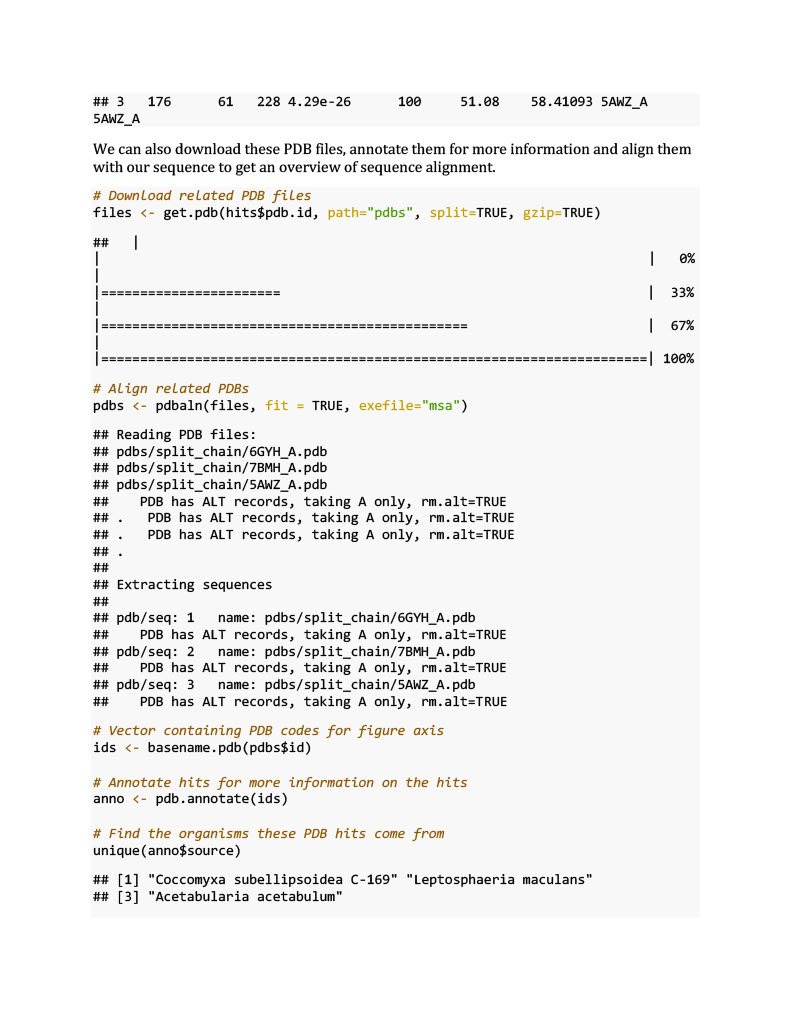 ## 3   176      61   228 4.29e-26      100     51.08    58.41093 5AWZ_A
5AWZ_A
We can also download these PDB files, annotate them for more information and align them
with our sequence to get an overview of sequence alignment.
# Download related PDB files
files <- get.pdb(hits$pdb.id, path="pdbs", split=TRUE, gzip=TRUE)
##   |
|                                                                      |   0%
|
|=======================                                               |  33%
|
|===============================================                       |  67%
|
|======================================================================| 100%
# Align related PDBs
pdbs <- pdbaln(files, fit = TRUE, exefile="msa")
## Reading PDB files:
## pdbs/split_chain/6GYH_A.pdb
## pdbs/split_chain/7BMH_A.pdb
## pdbs/split_chain/5AWZ_A.pdb
##    PDB has ALT records, taking A only, rm.alt=TRUE
## .   PDB has ALT records, taking A only, rm.alt=TRUE
## .   PDB has ALT records, taking A only, rm.alt=TRUE
## .
##
## Extracting sequences
##
## pdb/seq: 1   name: pdbs/split_chain/6GYH_A.pdb
##    PDB has ALT records, taking A only, rm.alt=TRUE
## pdb/seq: 2   name: pdbs/split_chain/7BMH_A.pdb
##    PDB has ALT records, taking A only, rm.alt=TRUE
## pdb/seq: 3   name: pdbs/split_chain/5AWZ_A.pdb
##    PDB has ALT records, taking A only, rm.alt=TRUE
# Vector containing PDB codes for figure axis
ids <- basename.pdb(pdbs$id)
# Annotate hits for more information on the hits
anno <- pdb.annotate(ids)
# Find the organisms these PDB hits come from
unique(anno$source)
## [1] "Coccomyxa subellipsoidea C-169" "Leptosphaeria maculans"
## [3] "Acetabularia acetabulum"